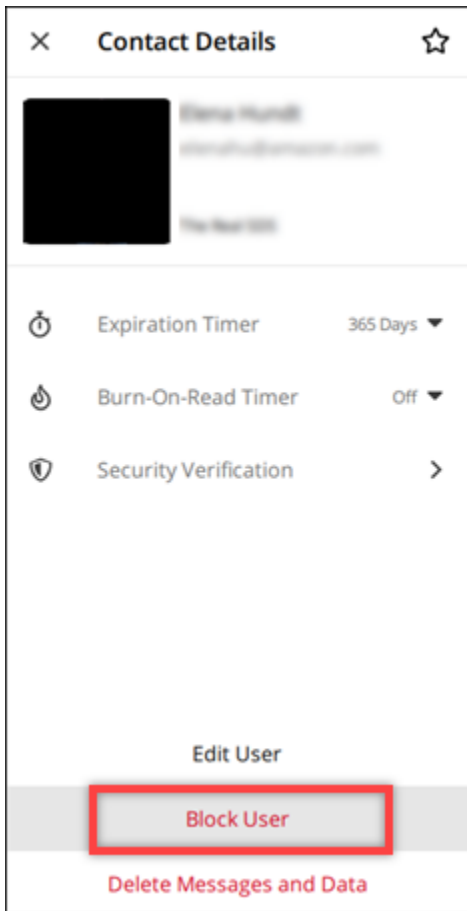 Contact Details
Expiration Timer 365 Days
Burn-On-Read Timer Off
Security Verification
Edit User
Block User
Delete Messages and Data